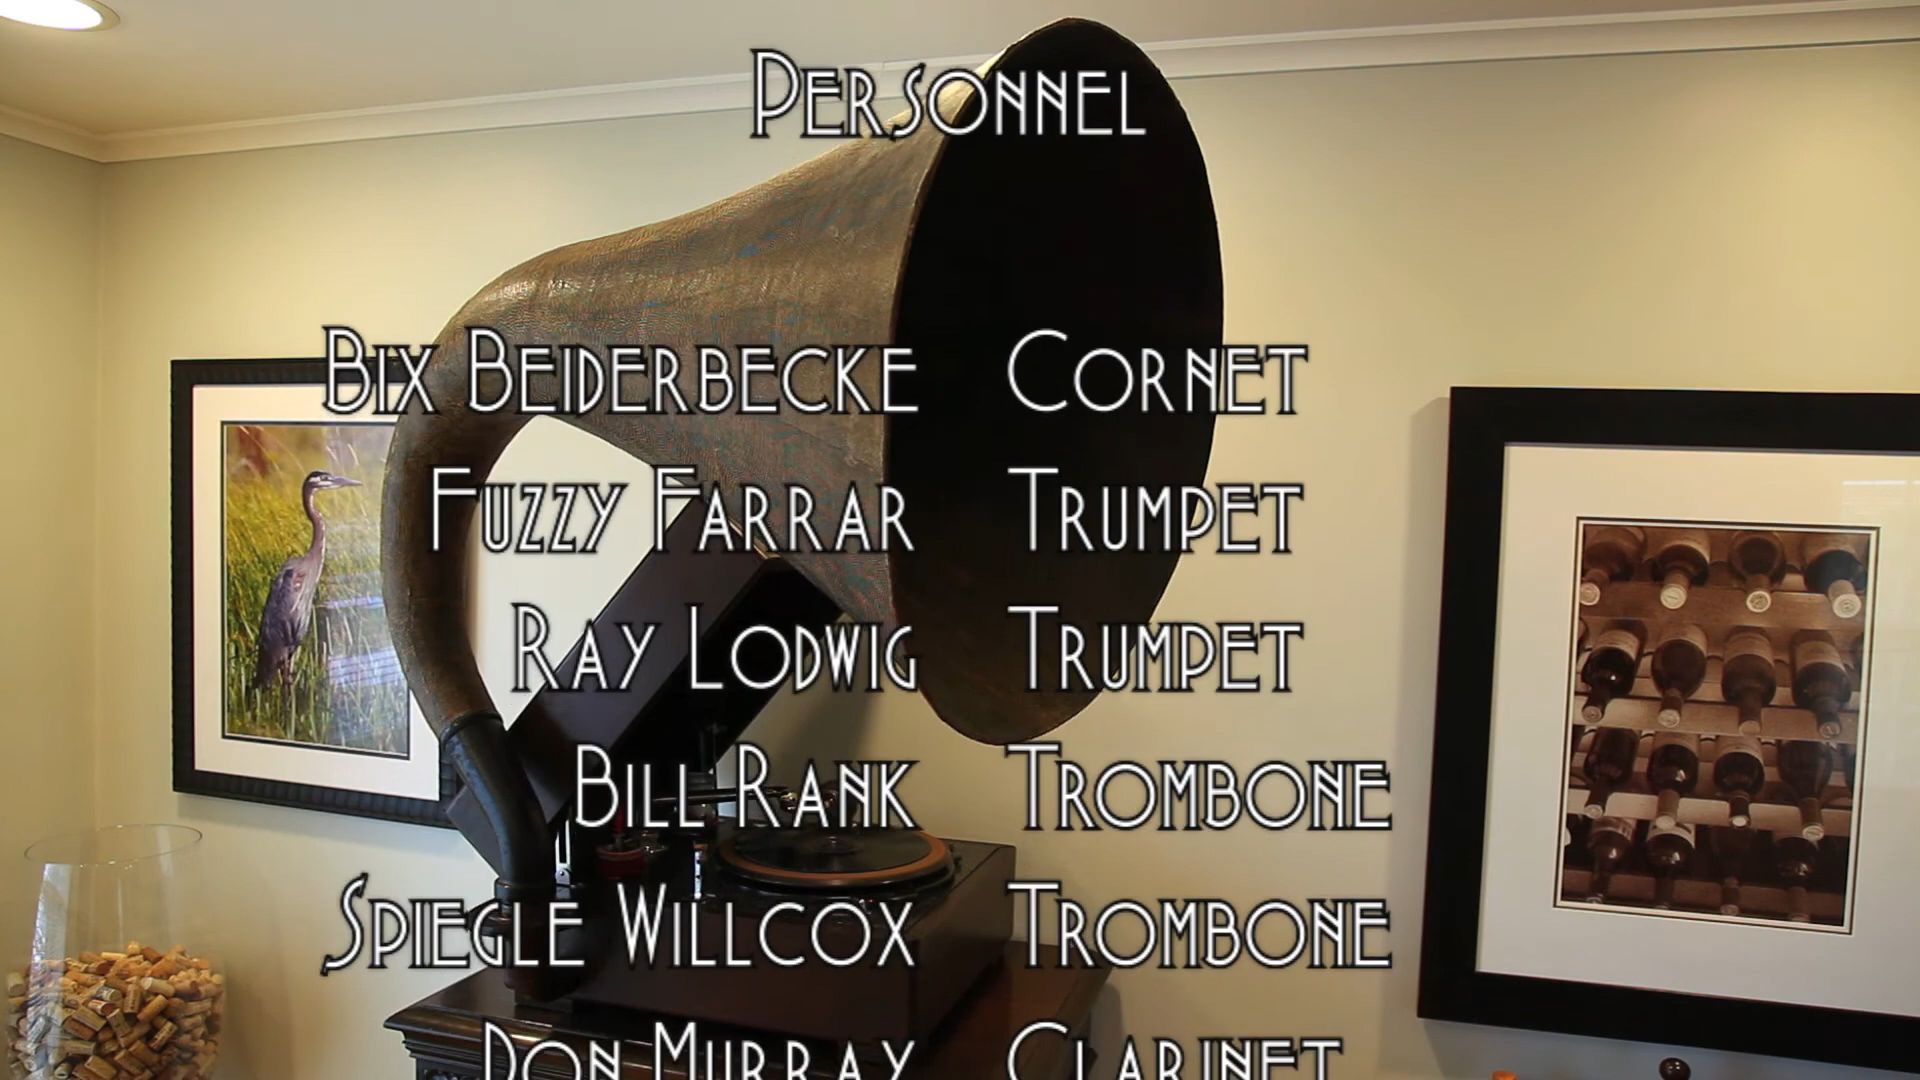 Personnel
Bix Beiderbecke Cornet
Fuzzy Farrar Trumpet
Ray Lodwig Trumpet
Bill Rank Trombone
Spiegle Willcox Trombone
Don Murray Clarinet